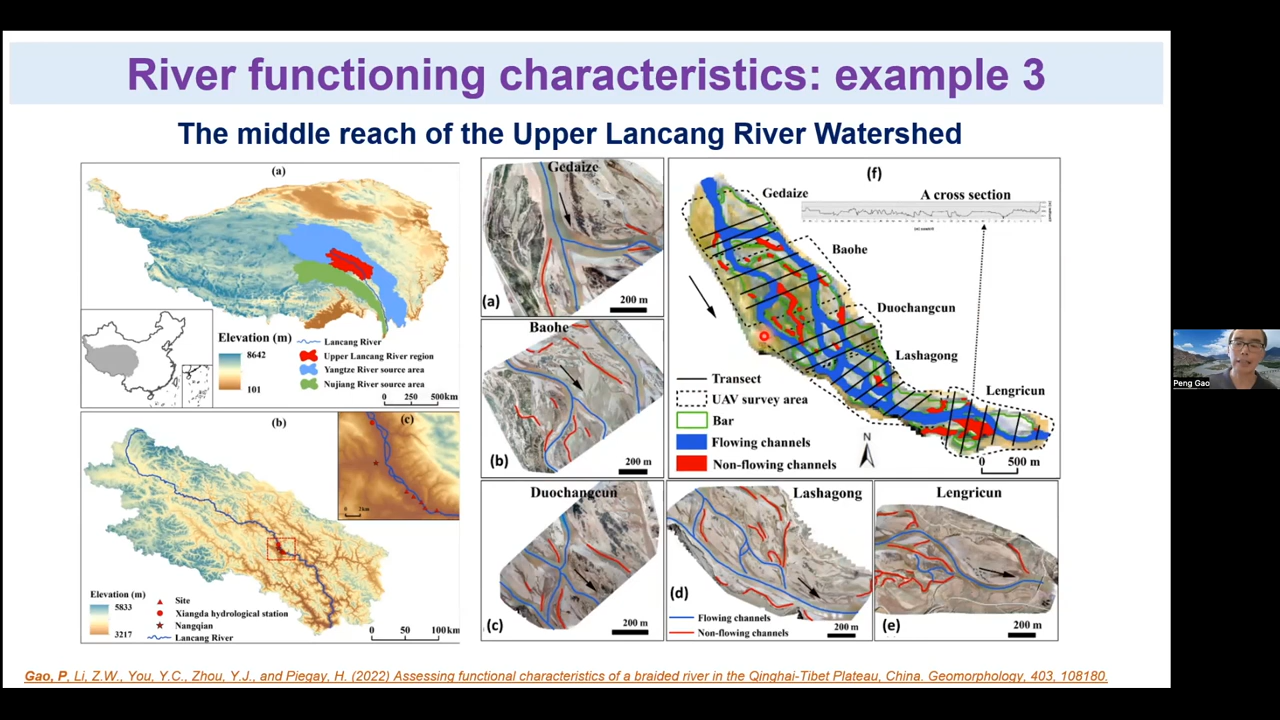 River functioning characteristics: example 3
The middle reach of the Upper Lancang River Watershed
(a)
Elevation (m)
8642
101
Lancang River
Upper Lancang River region
Yangtze River source area
Nujiang River source area
0 250 500km
(b)
(c)
0 2km
Elevation (m)
5833
3217
Site
Xiangda hydrological station
Nangqian
Lancang River
0 50 100km
Gedaize
(a)
200 m
Baohe
(b)
200 m
Duochangcun
(c)
200 m
(f)
A cross section
Gedaize
Baohe
Duochangcun
Lashagong
Lengricun
Transect
UAV survey area
Bar
Flowing channels
Non-flowing channels
N
0 500 m
Lashagong
(d)
Flowing channels
Non-flowing channels
200 m
Lengricun
(e)
200 m
Gao, P, Li, Z.W., You, Y.C., Zhou, Y.J., and Piegay, H. (2022) Assessing functional characteristics of a braided river in the Qinghai-Tibet Plateau, China. Geomorphology, 403, 108180.
Peng Gao